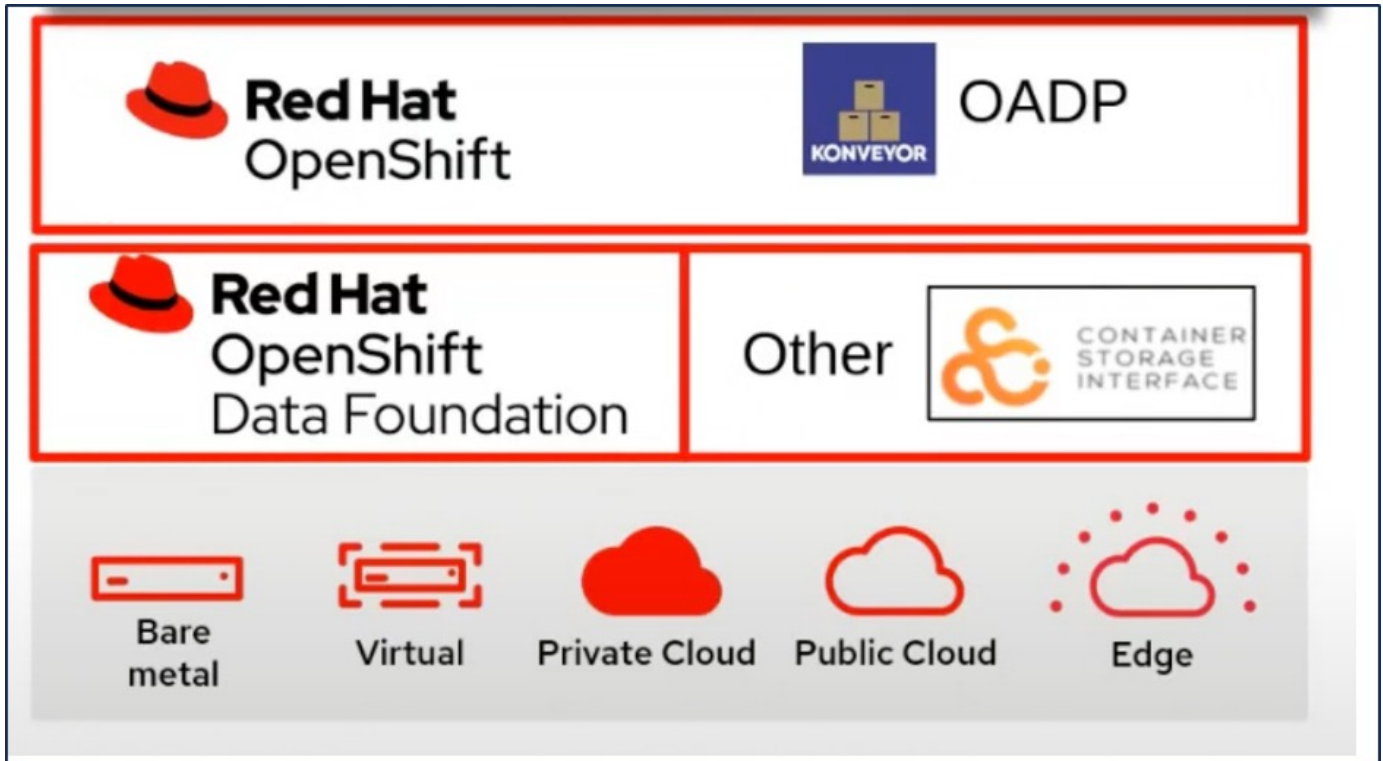 Red Hat
OpenShift
KONVEYOR
OADP
Red Hat
OpenShift
Data Foundation
Other
CONTAINER
STORAGE
INTERFACE
Bare
metal
Virtual
Private Cloud
Public Cloud
Edge